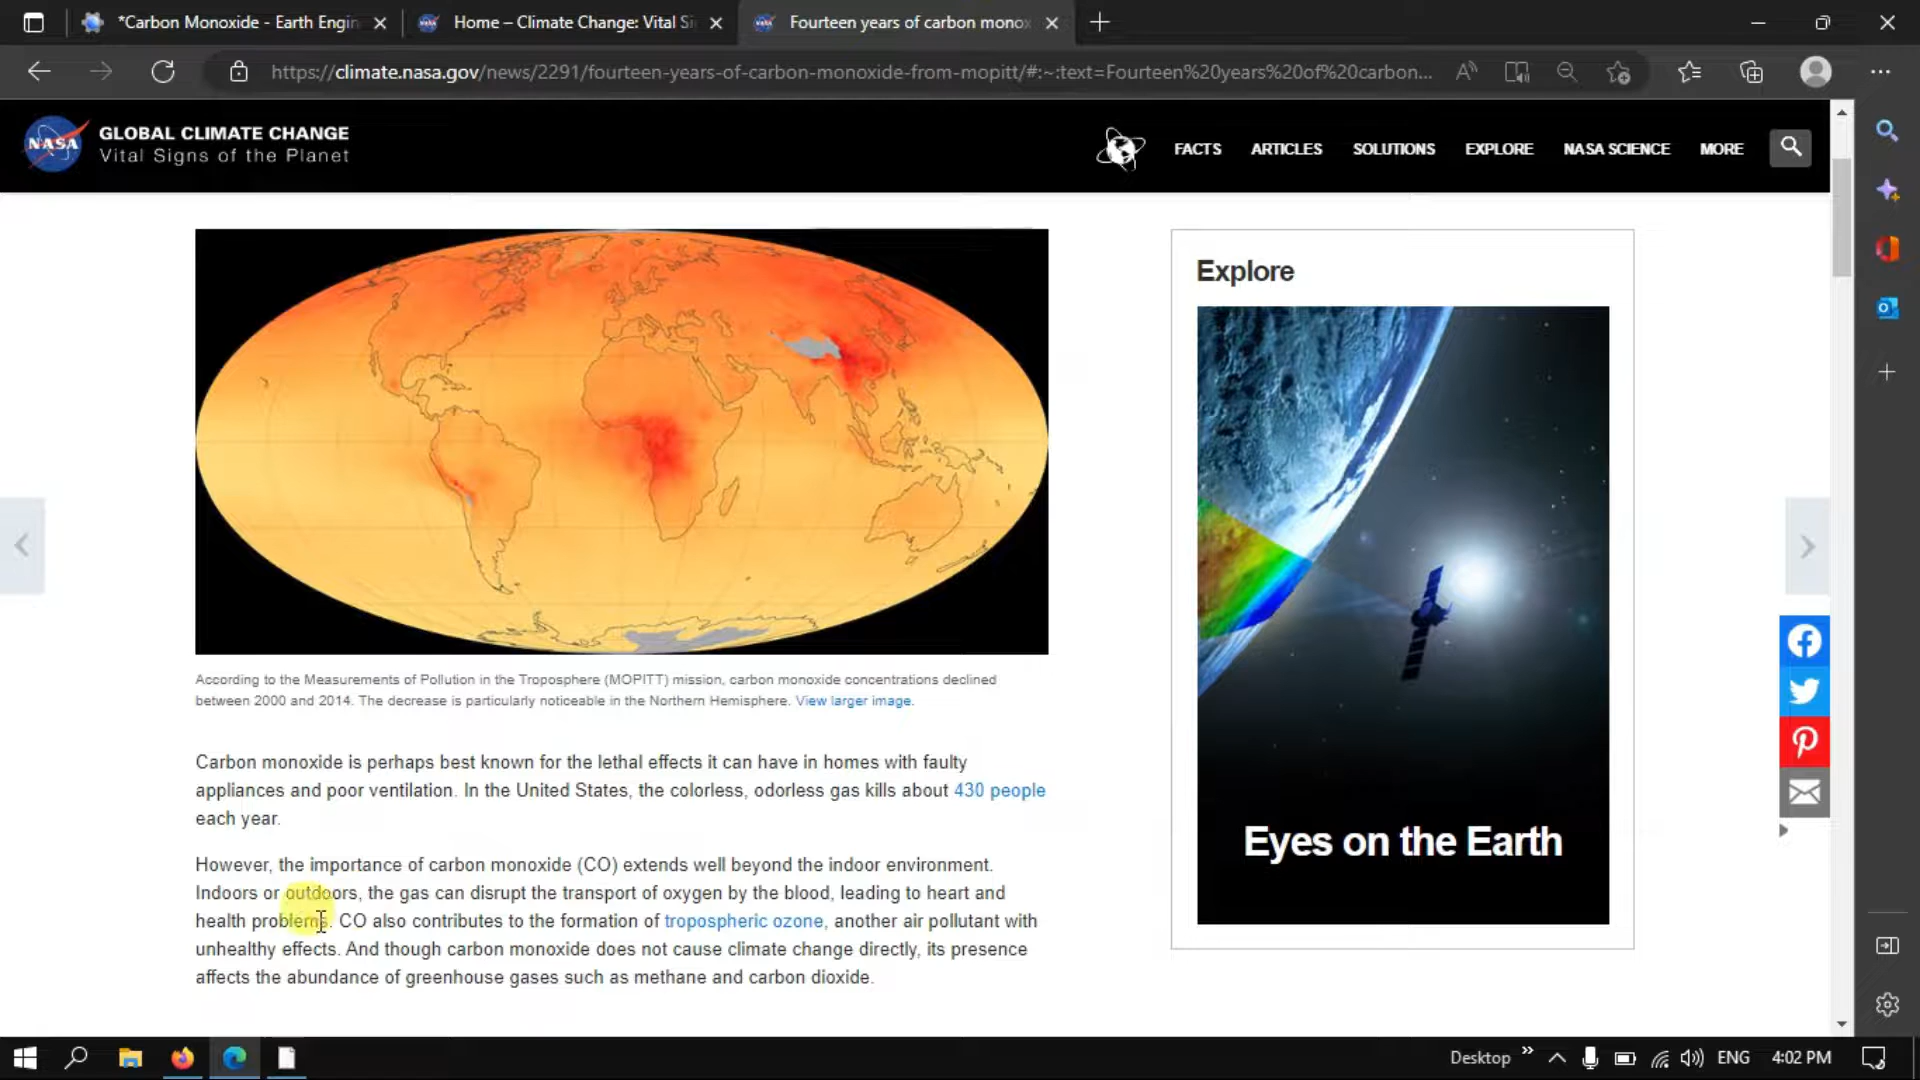 *Carbon Monoxide - Earth Engin
Home – Climate Change: Vital Si
Fourteen years of carbon mono
https://climate.nasa.gov/news/2291/fourteen-years-of-carbon-monoxide-from-mopitt/#:~:text=Fourteen%20years%20of%20carbon...
NASA
GLOBAL CLIMATE CHANGE
Vital Signs of the Planet
FACTS
ARTICLES
SOLUTIONS
EXPLORE
NASA SCIENCE
MORE
According to the Measurements of Pollution in the Troposphere (MOPITT) mission, carbon monoxide concentrations declined
between 2000 and 2014. The decrease is particularly noticeable in the Northern Hemisphere. View larger image.
Carbon monoxide is perhaps best known for the lethal effects it can have in homes with faulty
appliances and poor ventilation. In the United States, the colorless, odorless gas kills about 430 people
each year.
However, the importance of carbon monoxide (CO) extends well beyond the indoor environment.
Indoors or outdoors, the gas can disrupt the transport of oxygen by the blood, leading to heart and
health problems. CO also contributes to the formation of tropospheric ozone, another air pollutant with
unhealthy effects. And though carbon monoxide does not cause climate change directly, its presence
affects the abundance of greenhouse gases such as methane and carbon dioxide.
Explore
Eyes on the Earth
Desktop
ENG
4:02 PM